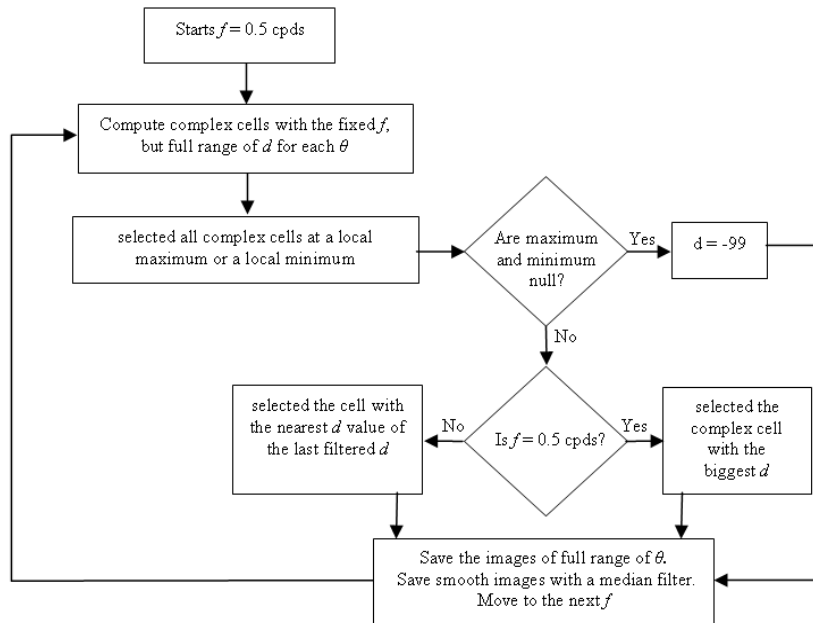 Starts f = 0.5 cpds
Compute complex cells with the fixed f,
but full range of d for each θ
selected all complex cells at a local
maximum or a local minimum
Are maximum
and minimum
null?
Yes
d = -99
No
selected the cell with
the nearest d value of
the last filtered d
No
Is f = 0.5 cpds?
Yes
selected the
complex cell
with the
biggest d
Save the images of full range of θ.
Save smooth images with a median filter.
Move to the next f